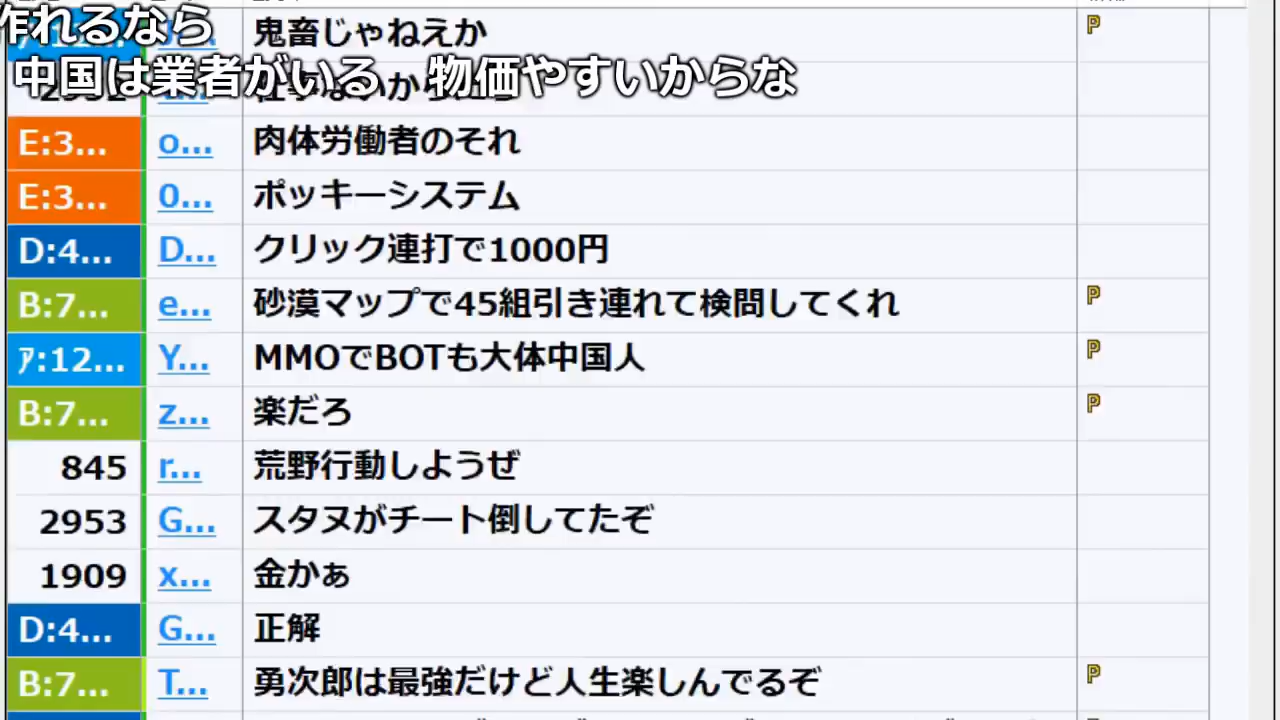 作れるなら
ｱ:12... 鬼畜じゃねえか P
中国は業者がいる 物価やすいからな
E:3... o... 肉体労働者のそれ
E:3... 0... ポッキーシステム
D:4... D... クリック連打で1000円
B:7... e... 砂漠マップで45組引き連れて検問してくれ P
ｱ:12... Y... MMOでBOTも大体中国人 P
B:7... z... 楽だろ P
845 r... 荒野行動しようぜ
2953 G... スタヌがチート倒してたぞ
1909 x... 金かぁ
D:4... G... 正解
B:7... T... 勇次郎は最強だけど人生楽しんでるぞ P